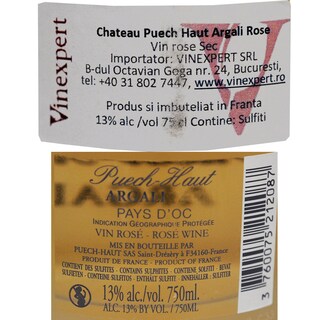 Vinexpert
Chateau Puech Haut Argali Rose
Vin rose Sec
Importator: VINEXPERT SRL
B-dul Octavian Goga nr. 24, Bucuresti,
tel: +40 31 802 7447, www.vinexpert.ro
Produs si imbuteliat in Franta
13% alc /vol 75 cl Contine: Sulfiti
Puech-Haut
ARGALI
PAYS D'OC
INDICATION GÉOGRAPHIQUE PROTÉGÉE
VIN ROSÉ - ROSE WINE
MIS EN BOUTEILLE PAR
PUECH-HAUT SAS Saint-Drézéry à F34160-France
PRODUIT DE FRANCE - PRODUCT OF FRANCE
CONTIENT DES SULFITES - CONTAINS SULPHITES - CONTIENE SULFITOS
13% alc./vol. 750ml.
ALC. 13% BY VOL. / 750ML.
3 760075 212087